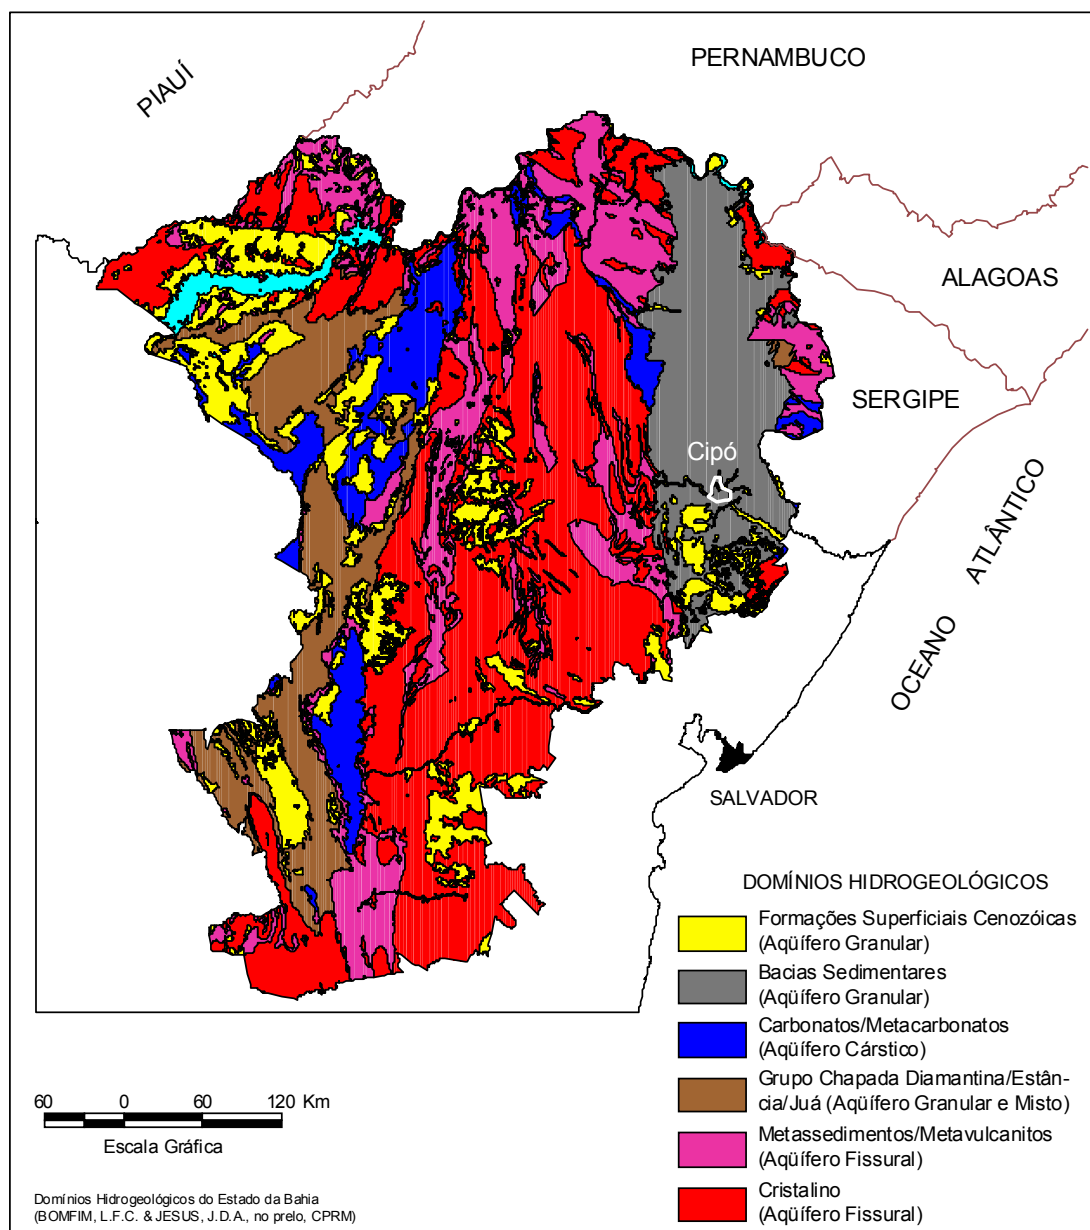 PIAUÍ
PERNAMBUCO
ALAGOAS
SERGIPE
Cipó
OCEANO ATLÂNTICO
SALVADOR
DOMÍNIOS HIDROGEOLÓGICOS
Formações Superficiais Cenozóicas
(Aqüífero Granular)
Bacias Sedimentares
(Aqüífero Granular)
Carbonatos/Metacarbonatos
(Aqüífero Cárstico)
Grupo Chapada Diamantina/Estân-
cia/Juá (Aqüífero Granular e Misto)
Metassedimentos/Metavulcanitos
(Aqüífero Fissural)
Cristalino
(Aqüífero Fissural)
60 0 60 120 Km
Escala Gráfica
Domínios Hidrogeológicos do Estado da Bahia
(BOMFIM, L.F.C. & JESUS, J.D.A., no prelo, CPRM)